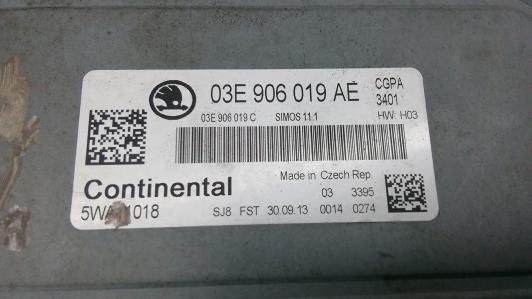 03E 906 019 AE CGPA
3401
03E 906 019 C SIMOS 11.1 HW: H03
Made in Czech Rep.
Continental 03 3395
1018 SJ8 FST 30.09.13 0014 0274